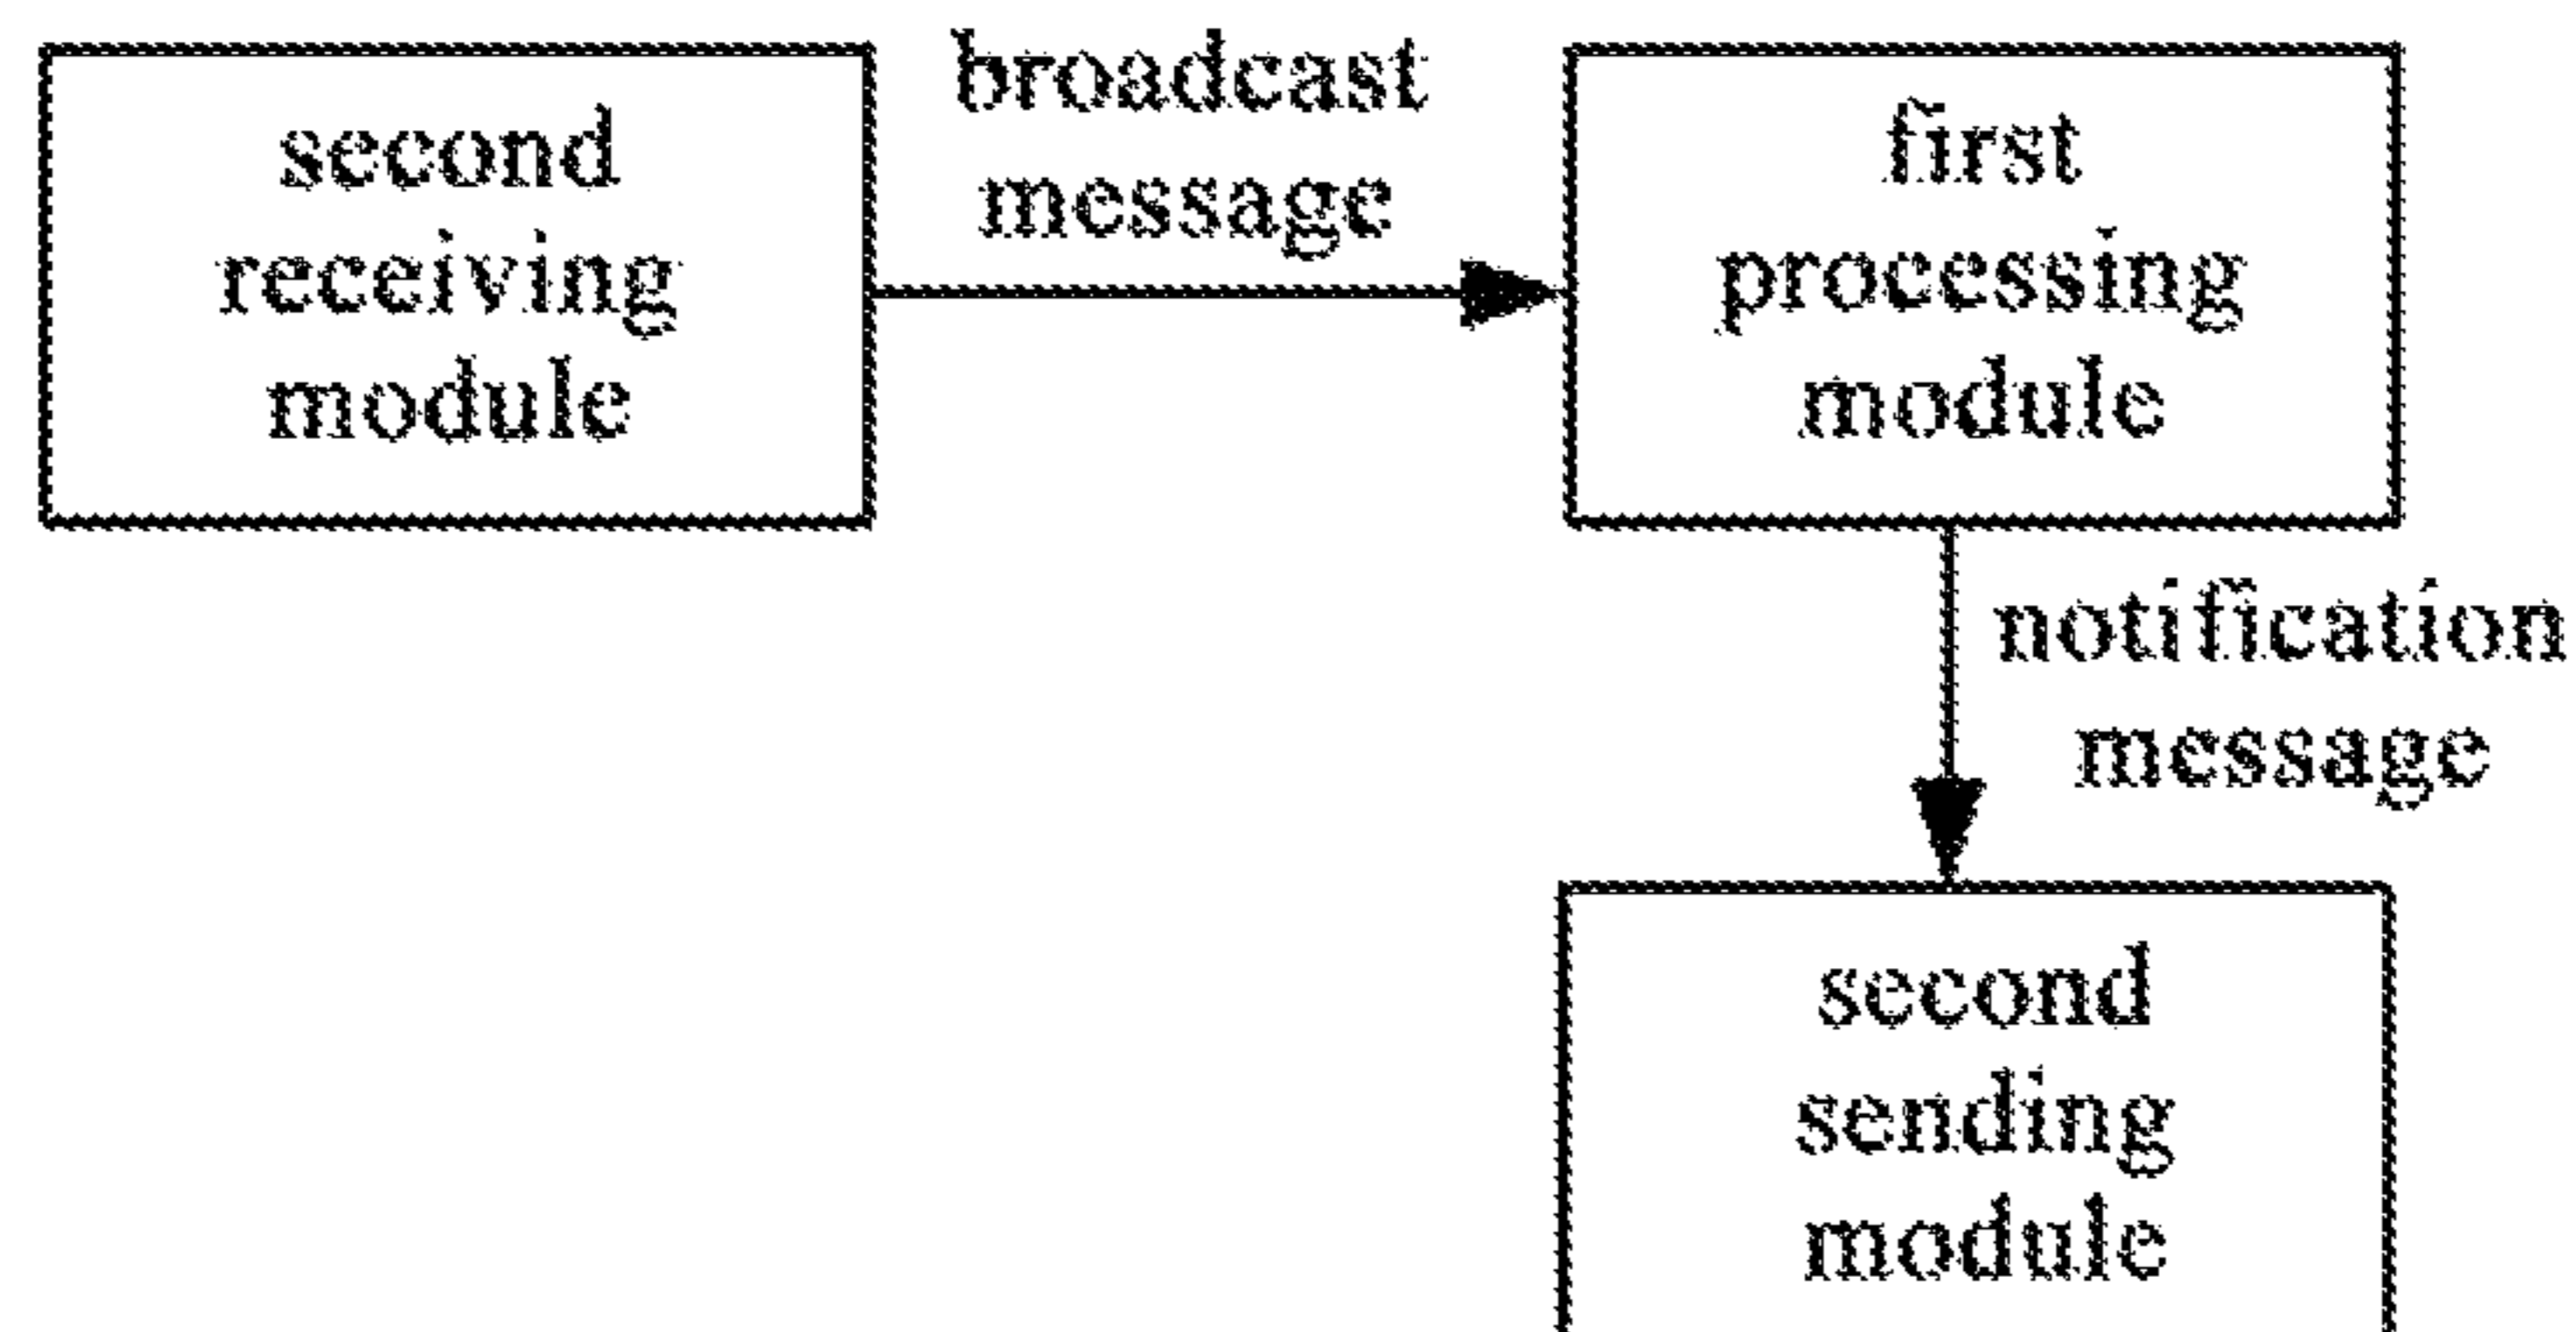 second
receiving
module
broadcast
message
first
processing
module
notification
message
second
sending
module